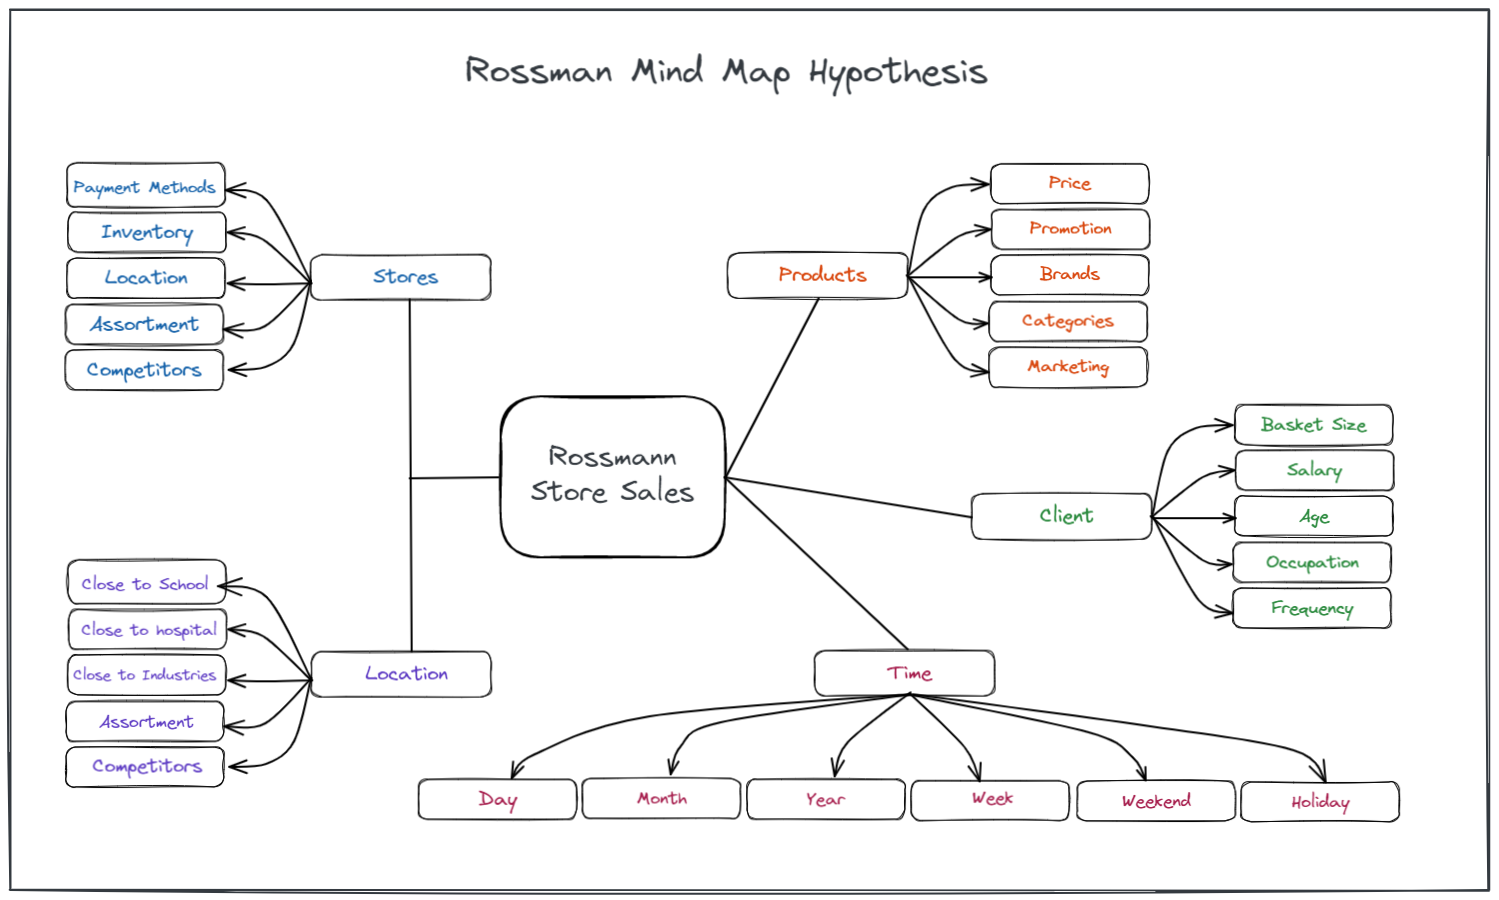 Rossman Mind Map Hypothesis
Payment Methods
Inventory
Location
Assortment
Competitors
Stores
Products
Price
Promotion
Brands
Categories
Marketing
Rossmann
Store Sales
Client
Basket Size
Salary
Age
Occupation
Frequency
Close to School
Close to hospital
Close to Industries
Assortment
Competitors
Location
Time
Day
Month
Year
Week
Weekend
Holiday